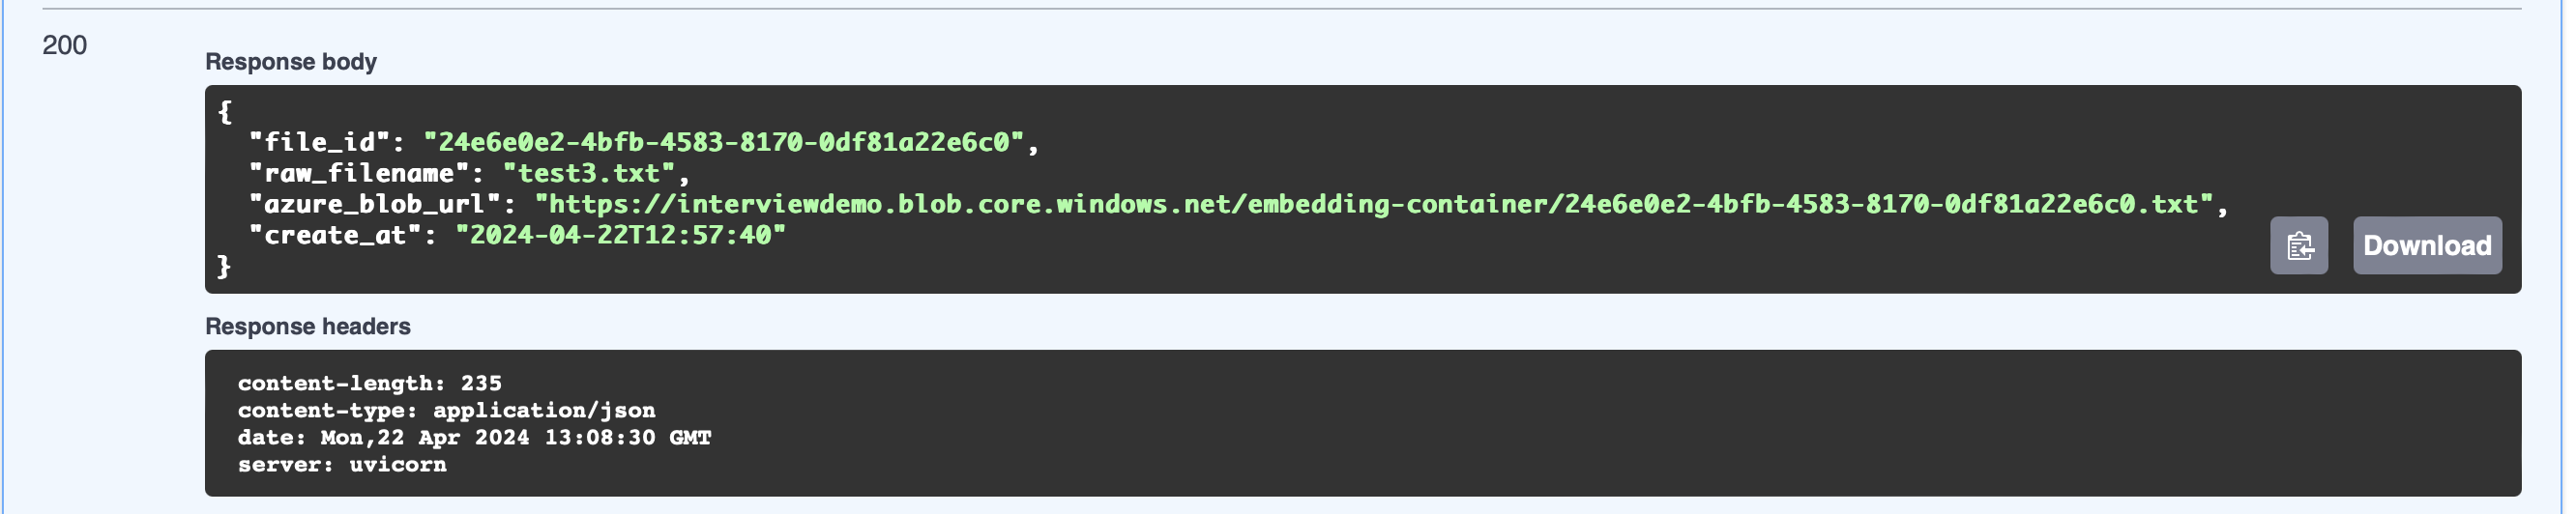 200
Response body
{
  "file_id": "24e6e0e2-4bfb-4583-8170-0df81a22e6c0",
  "raw_filename": "test3.txt",
  "azure_blob_url": "https://interviewdemo.blob.core.windows.net/embedding-container/24e6e0e2-4bfb-4583-8170-0df81a22e6c0.txt",
  "create_at": "2024-04-22T12:57:40"
}
Download
Response headers
content-length: 235
content-type: application/json
date: Mon,22 Apr 2024 13:08:30 GMT
server: uvicorn